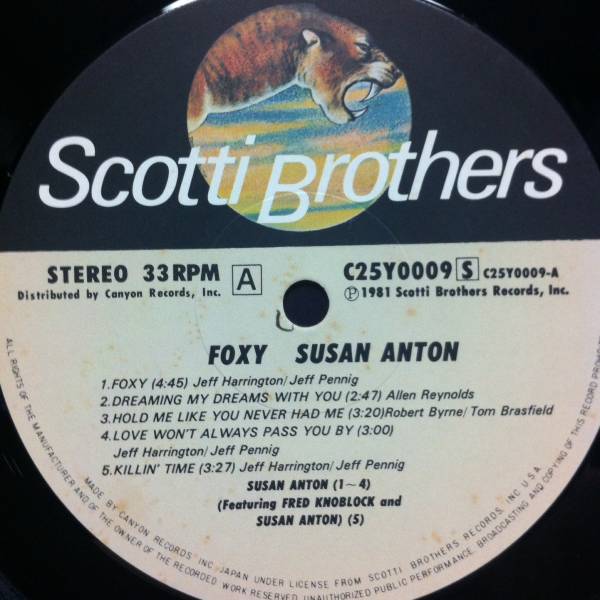 Scotti Brothers
STEREO 33RPM A C25Y0009 S C25Y0009-A
Distributed by Canyon Records, Inc. Ⓟ1981 Scotti Brothers Records, Inc.
FOXY SUSAN ANTON
1.FOXY (4:45) Jeff Harrington/Jeff Pennig
2.DREAMING MY DREAMS WITH YOU (2:47) Allen Reynolds
3.HOLD ME LIKE YOU NEVER HAD ME (3:20)Robert Byrne/Tom Brasfield
4.LOVE WON'T ALWAYS PASS YOU BY (3:00)
Jeff Harrington/Jeff Pennig
5.KILLIN' TIME (3:27) Jeff Harrington/Jeff Pennig
SUSAN ANTON (1~4)
(Featuring FRED KNOBLOCK and
SUSAN ANTON) (5)
MADE BY CANYON RECORDS INC. JAPAN UNDER LICENSE FROM SCOTTI BROTHERS RECORDS, INC U.S.A.
ALL RIGHTS OF THE MANUFACTURER AND OF THE OWNER OF THE RECORDED WORK RESERVED UNAUTHORIZED PUBLIC PERFORMANCE, BROADCASTING AND COPYING OF THIS RECORD